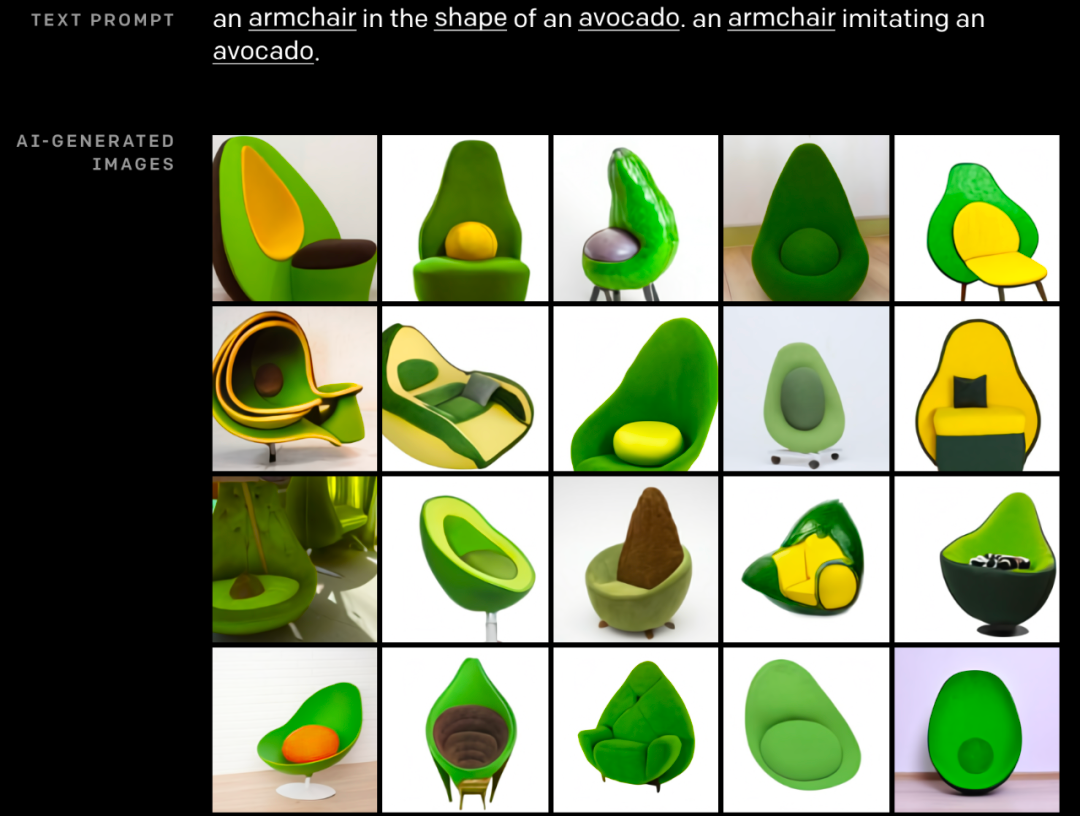 TEXT PROMPT
an armchair in the shape of an avocado. an armchair imitating an
avocado.
AI-GENERATED
IMAGES